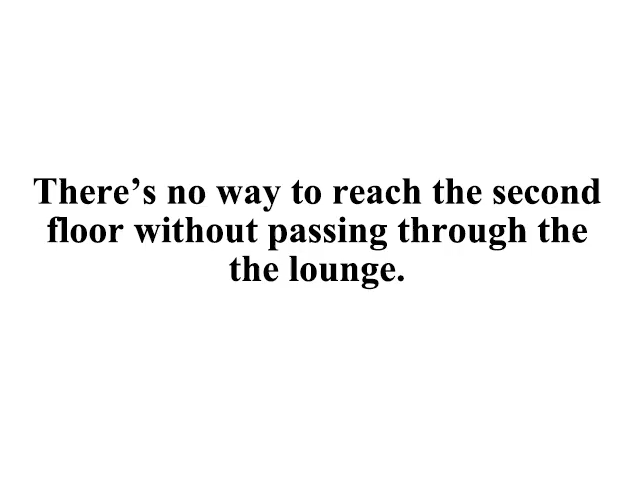 There’s no way to reach the second
floor without passing through the
the lounge.